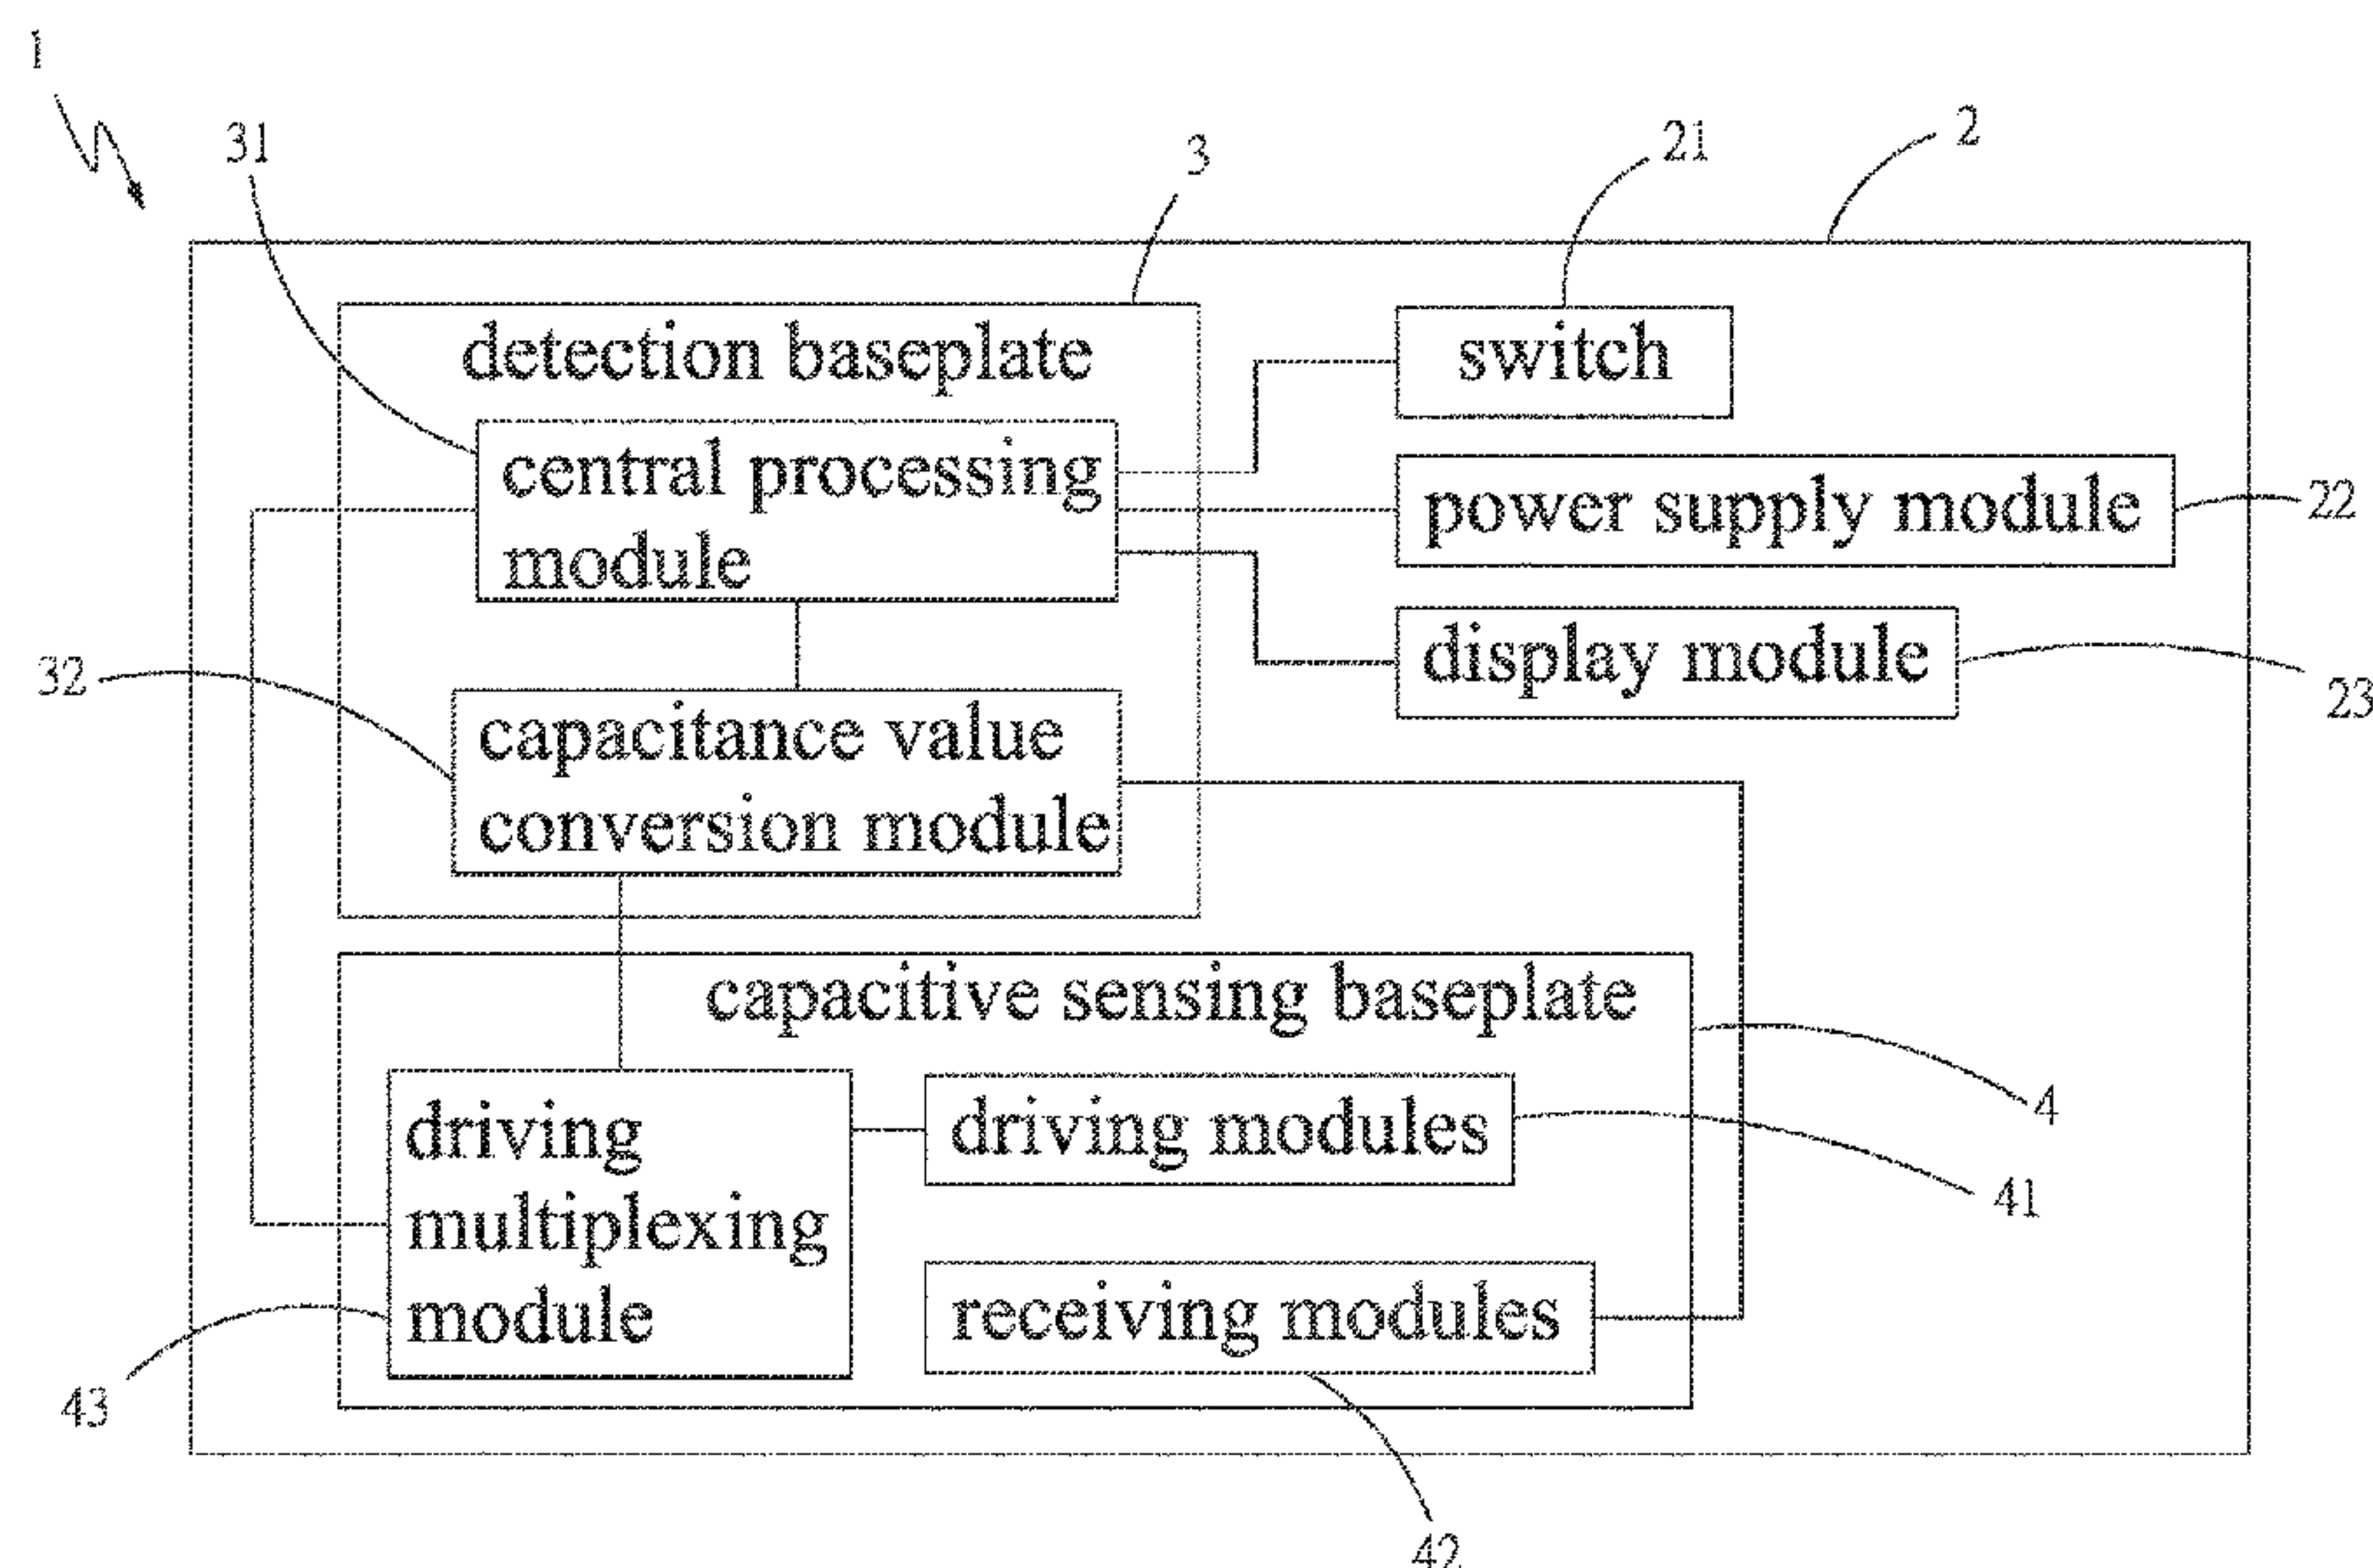 1
31
3
21
2
detection baseplate
switch
central processing
module
power supply module
22
display module
23
32
capacitance value
conversion module
capacitive sensing baseplate
4
driving
multiplexing
module
driving modules
41
receiving modules
43
42